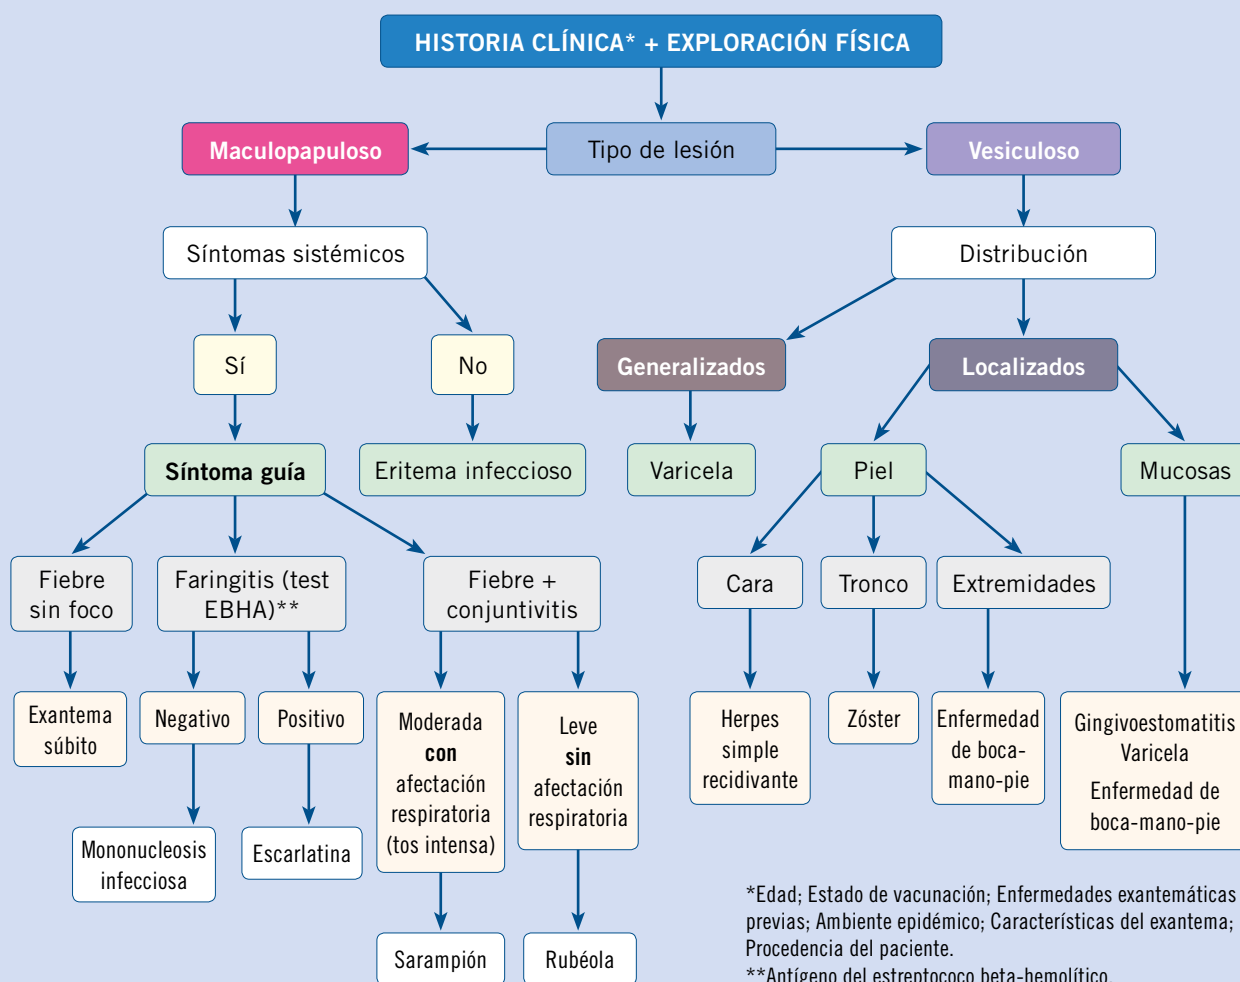 HISTORIA CLÍNICA* + EXPLORACIÓN FÍSICA
Maculopapuloso
Tipo de lesión
Vesiculoso
Síntomas sistémicos
Distribución
Sí
No
Generalizados
Localizados
Síntoma guía
Eritema infeccioso
Varicela
Piel
Mucosas
Fiebre
sin foco
Faringitis (test
EBHA)**
Fiebre +
conjuntivitis
Cara
Tronco
Extremidades
Exantema
súbito
Negativo
Positivo
Moderada
con
afectación
respiratoria
(tos intensa)
Leve
sin
afectación
respiratoria
Herpes
simple
recidivante
Zóster
Enfermedad
de boca-
mano-pie
Gingivoestomatitis
Varicela
Enfermedad de
boca-mano-pie
Mononucleosis
infecciosa
Escarlatina
Sarampión
Rubéola
*Edad; Estado de vacunación; Enfermedades exantemáticas
previas; Ambiente epidémico; Características del exantema;
Procedencia del paciente.
**Antígeno del estreptococo beta-hemolítico.